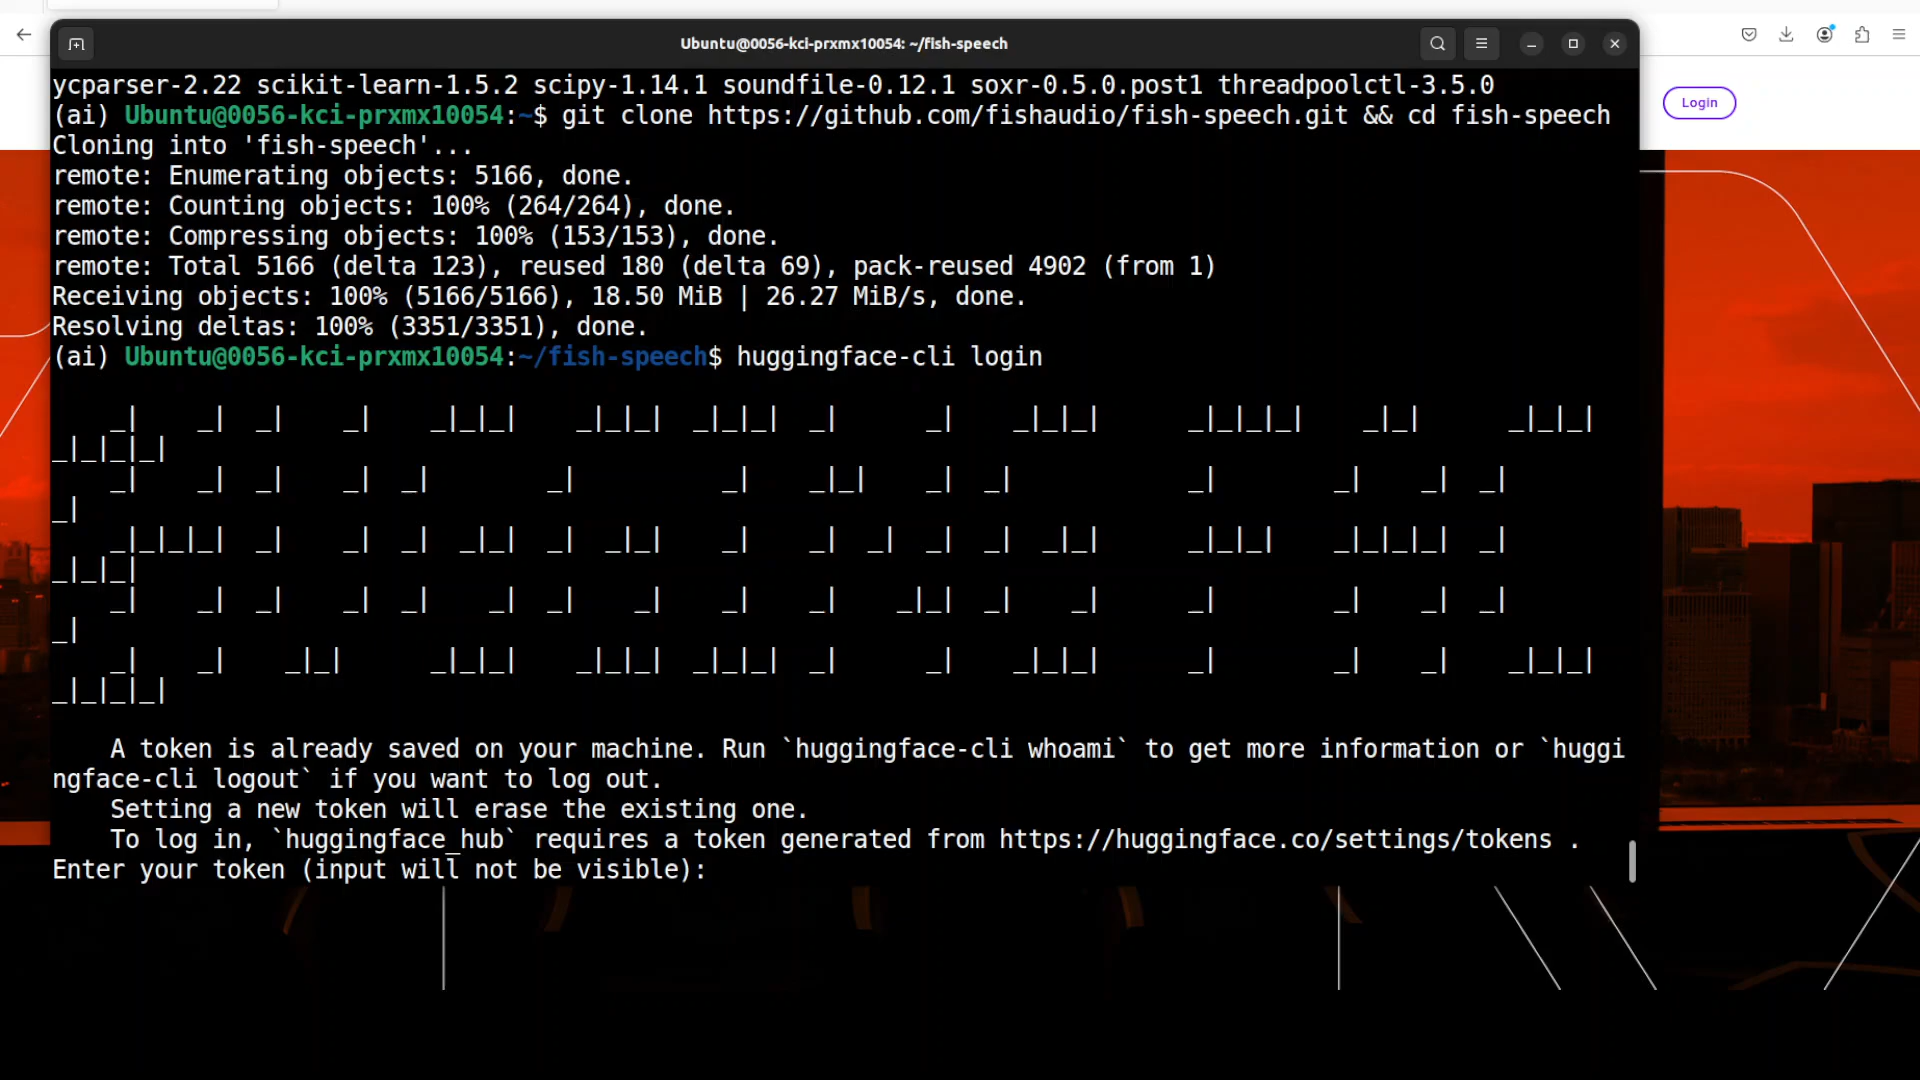 Ubuntu@0056-kci-prxmx10054: ~/fish-speech
Login
ycparser-2.22 scikit-learn-1.5.2 scipy-1.14.1 soundfile-0.12.1 soxr-0.5.0.post1 threadpoolctl-3.5.0
(ai) Ubuntu@0056-kci-prxmx10054:~$ git clone https://github.com/fishaudio/fish-speech.git && cd fish-speech
Cloning into 'fish-speech'...
remote: Enumerating objects: 5166, done.
remote: Counting objects: 100% (264/264), done.
remote: Compressing objects: 100% (153/153), done.
remote: Total 5166 (delta 123), reused 180 (delta 69), pack-reused 4902 (from 1)
Receiving objects: 100% (5166/5166), 18.50 MiB | 26.27 MiB/s, done.
Resolving deltas: 100% (3351/3351), done.
(ai) Ubuntu@0056-kci-prxmx10054:~/fish-speech$ huggingface-cli login
    _|    _|  _|    _|    _|_|_|    _|_|_|  _|_|_|  _|      _|    _|_|_|      _|_|_|_|    _|_|      _|_|_|
_|_|_|_|
    _|    _|  _|    _|  _|        _|          _|    _|_|    _|  _|            _|        _|    _|  _|
_|
    _|_|_|_|  _|    _|  _|  _|_|  _|  _|_|    _|    _|  _|  _|  _|  _|_|      _|_|_|    _|_|_|_|  _|
_|_|_|
    _|    _|  _|    _|  _|    _|  _|    _|    _|    _|    _|_|  _|    _|      _|        _|    _|  _|
_|
    _|    _|    _|_|      _|_|_|    _|_|_|  _|_|_|  _|      _|    _|_|_|      _|        _|    _|    _|_|_|
_|_|_|_|
    A token is already saved on your machine. Run `huggingface-cli whoami` to get more information or `huggi
ngface-cli logout` if you want to log out.
    Setting a new token will erase the existing one.
    To log in, `huggingface_hub` requires a token generated from https://huggingface.co/settings/tokens .
Enter your token (input will not be visible):